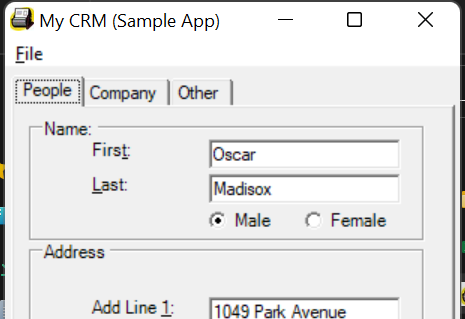 My CRM (Sample App)
File
People Company Other
Name:
First: Oscar
Last: Madisox
Male Female
Address
Add Line 1: 1049 Park Avenue